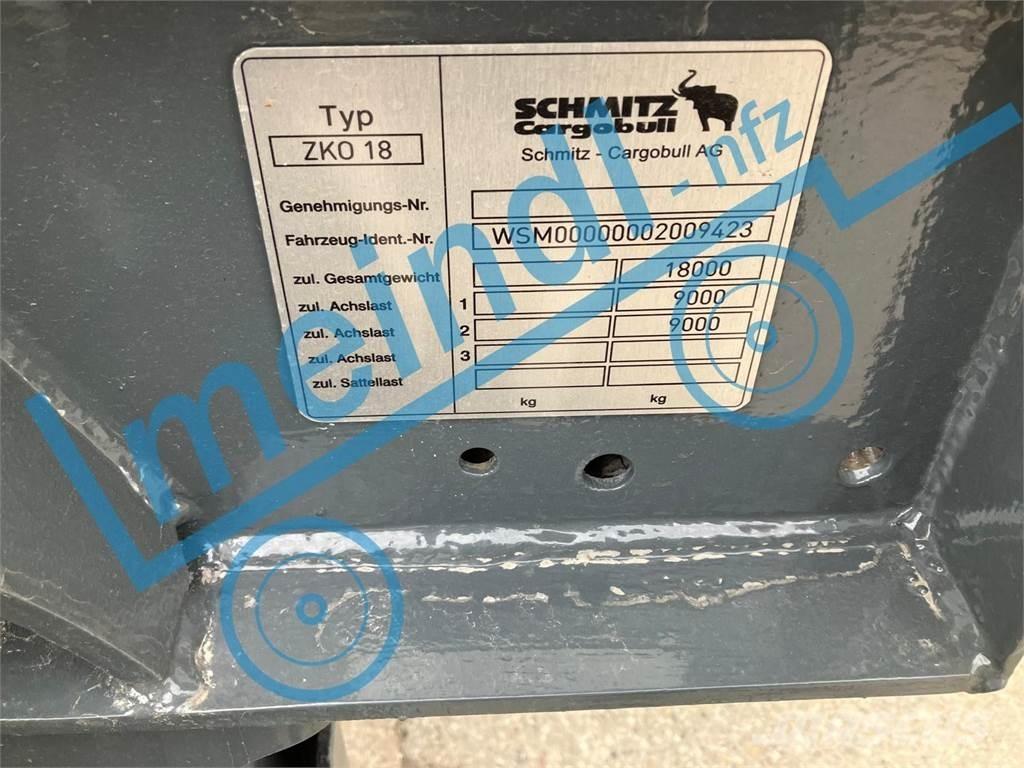 Typ
ZKO 18
SCHMITZ
Cargobull
Schmitz - Cargobull AG
Genehmigungs-Nr.
Fahrzeug-Ident.-Nr. WSM00000002009423
zul. Gesamtgewicht 18000
zul. Achslast 1 9000
zul. Achslast 2 9000
zul. Achslast 3
zul. Sattellast
kg kg
meindl-nfz